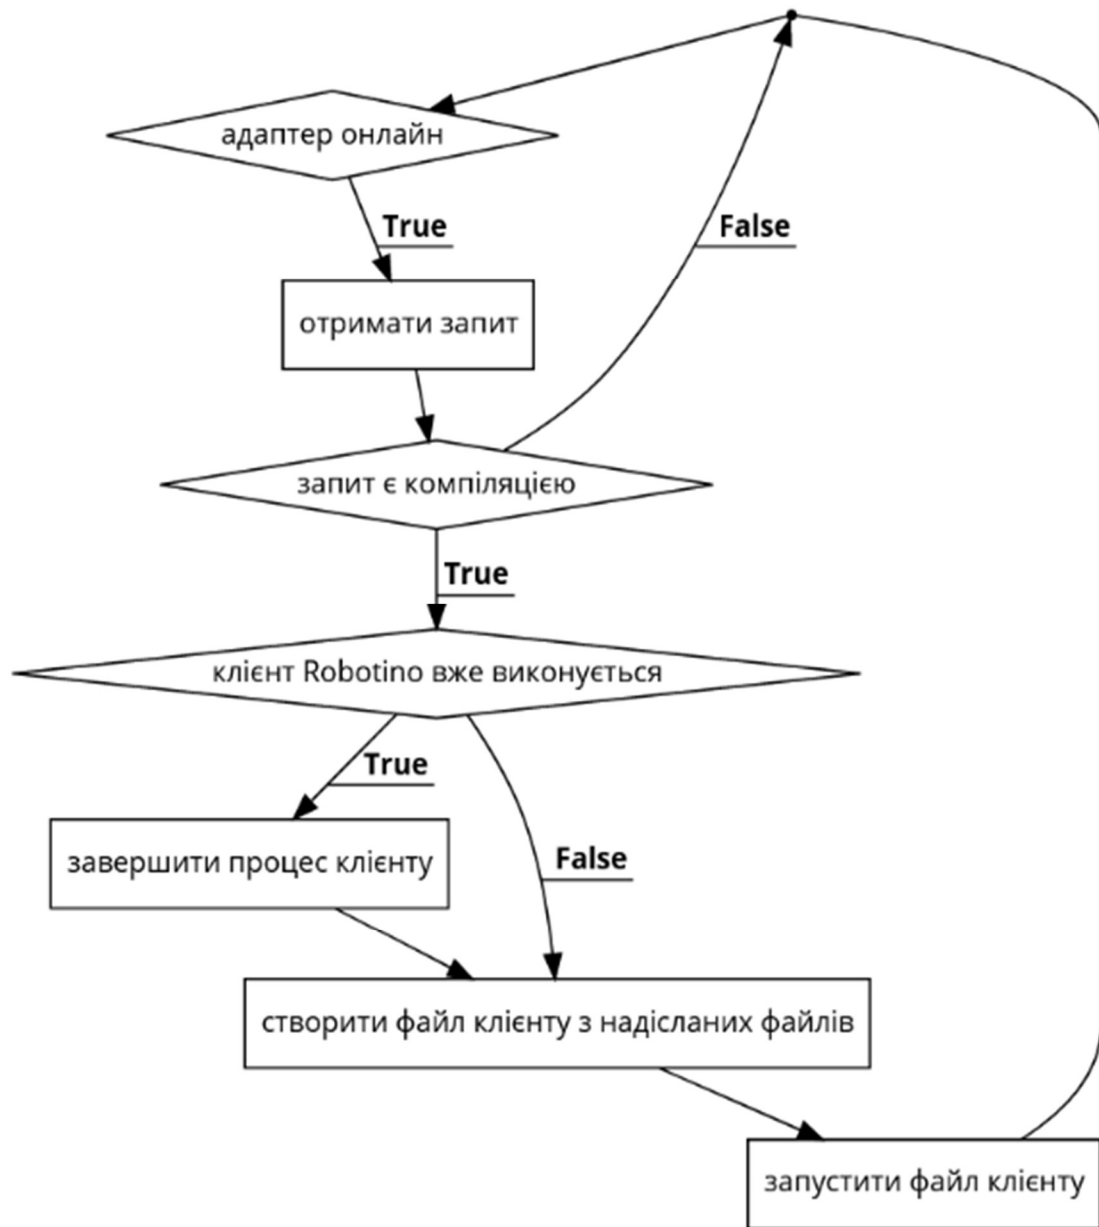 адаптер онлайн
True
False
отримати запит
запит є компіляцією
True
клієнт Robotino вже виконується
True
False
завершити процес клієнту
створити файл клієнту з надісланих файлів
запустити файл клієнту